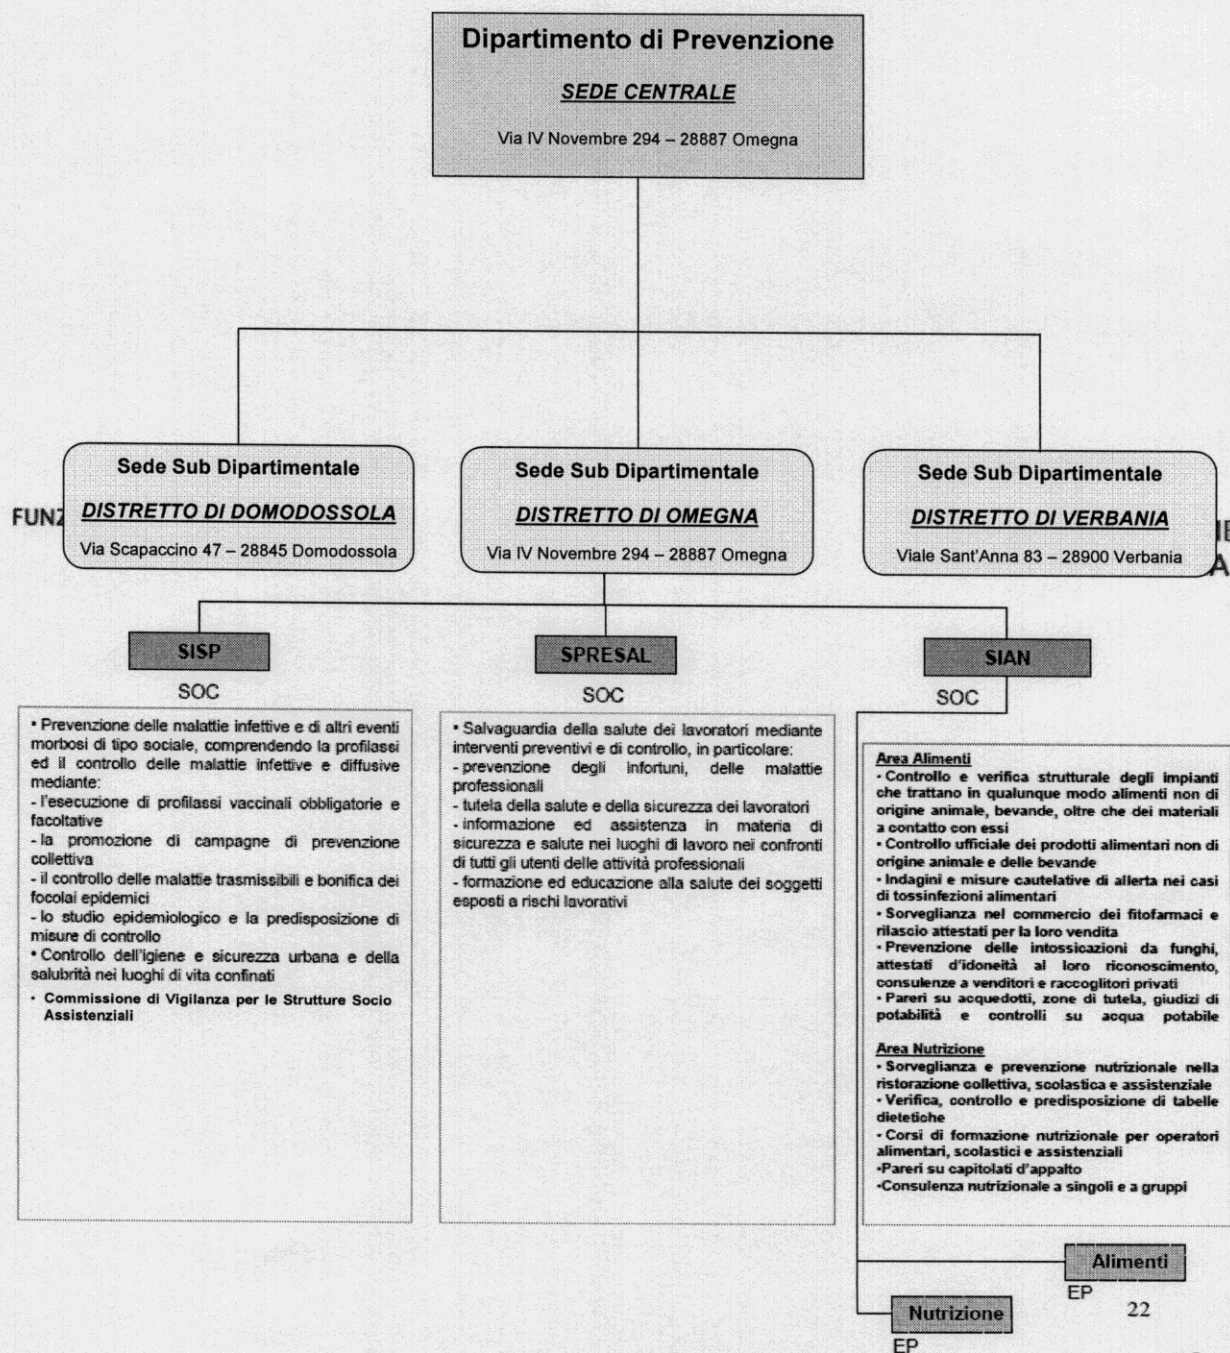 Dipartimento di Prevenzione
SEDE CENTRALE
Via IV Novembre 294 – 28887 Omegna
Sede Sub Dipartimentale
DISTRETTO DI DOMODOSSOLA
Via Scapaccino 47 – 28845 Domodossola
Sede Sub Dipartimentale
DISTRETTO DI OMEGNA
Via IV Novembre 294 – 28887 Omegna
Sede Sub Dipartimentale
DISTRETTO DI VERBANIA
Viale Sant'Anna 83 – 28900 Verbania
FUNZ
A
SISP
SOC
• Prevenzione delle malattie infettive e di altri eventi
morbosi di tipo sociale, comprendendo la profilassi
ed il controllo delle malattie infettive e diffusive
mediante:
- l'esecuzione di profilassi vaccinali obbligatorie e
facoltative
- la promozione di campagne di prevenzione
collettiva
- il controllo delle malattie trasmissibili e bonifica dei
focolai epidemici
- lo studio epidemiologico e la predisposizione di
misure di controllo
• Controllo dell'igiene e sicurezza urbana e della
salubrità nei luoghi di vita confinati
• Commissione di Vigilanza per le Strutture Socio
Assistenziali
SPRESAL
SOC
• Salvaguardia della salute dei lavoratori mediante
interventi preventivi e di controllo, in particolare:
- prevenzione degli infortuni, delle malattie
professionali
- tutela della salute e della sicurezza dei lavoratori
- informazione ed assistenza in materia di
sicurezza e salute nei luoghi di lavoro nei confronti
di tutti gli utenti delle attività professionali
- formazione ed educazione alla salute dei soggetti
esposti a rischi lavorativi
SIAN
SOC
Area Alimenti
• Controllo e verifica strutturale degli impianti
che trattano in qualunque modo alimenti non di
origine animale, bevande, oltre che dei materiali
a contatto con essi
• Controllo ufficiale dei prodotti alimentari non di
origine animale e delle bevande
• Indagini e misure cautelative di allerta nei casi
di tossinfezioni alimentari
• Sorveglianza nel commercio dei fitofarmaci e
rilascio attestati per la loro vendita
• Prevenzione delle intossicazioni da funghi,
attestati d'idoneità al loro riconoscimento,
consulenze a venditori e raccoglitori privati
• Pareri su acquedotti, zone di tutela, giudizi di
potabilità e controlli su acqua potabile
Area Nutrizione
• Sorveglianza e prevenzione nutrizionale nella
ristorazione collettiva, scolastica e assistenziale
• Verifica, controllo e predisposizione di tabelle
dietetiche
• Corsi di formazione nutrizionale per operatori
alimentari, scolastici e assistenziali
•Pareri su capitolati d'appalto
•Consulenza nutrizionale a singoli e a gruppi
Alimenti
EP
22
Nutrizione
EP